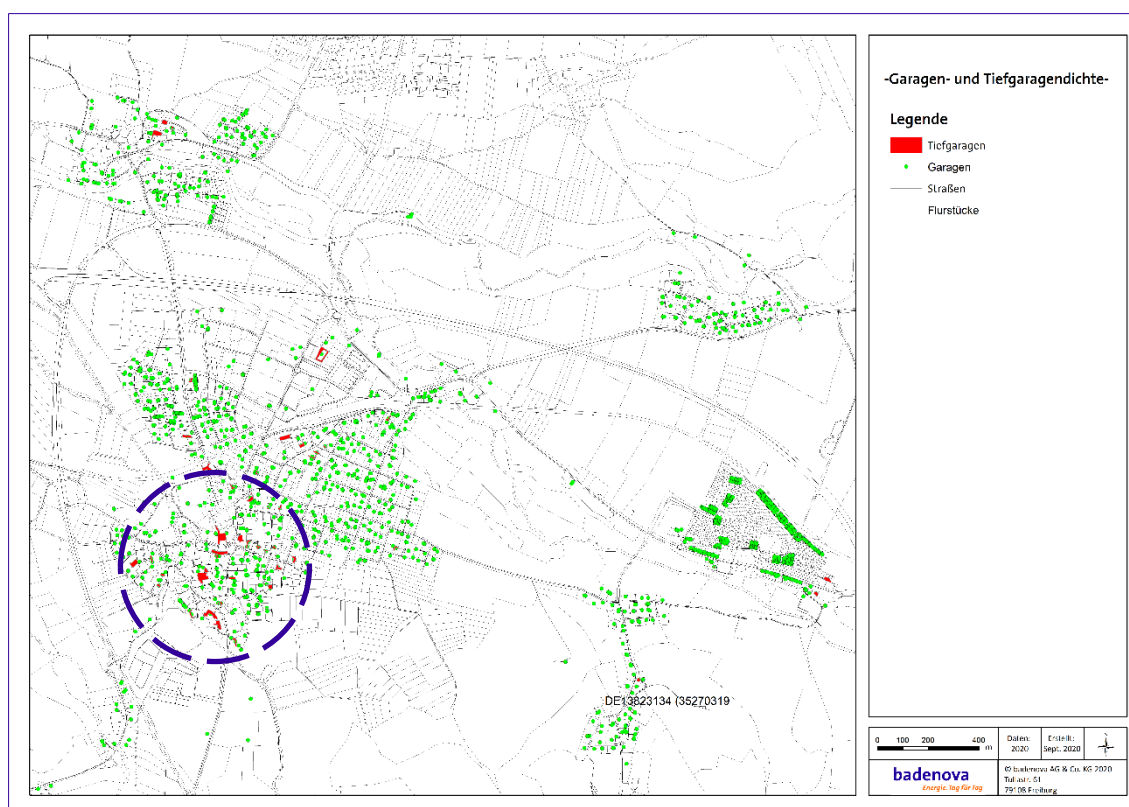 -Garagen- und Tiefgaragendichte-
Legende
Tiefgaragen
Garagen
Straßen
Flurstücke
DE13823134 (35270319
0 100 200 400
m
Daten:
2020
Erstellt:
Sept. 2020
badenova
Energie. Tag für Tag
© badenova AG & Co. KG 2020
Tullastr. 61
79108 Freiburg